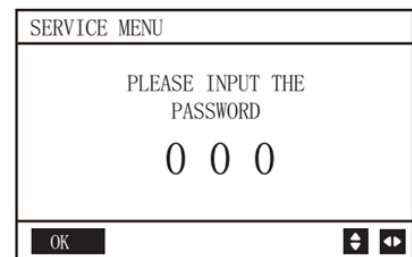 SERVICE MENU
PLEASE INPUT THE
PASSWORD
0 0 0
OK